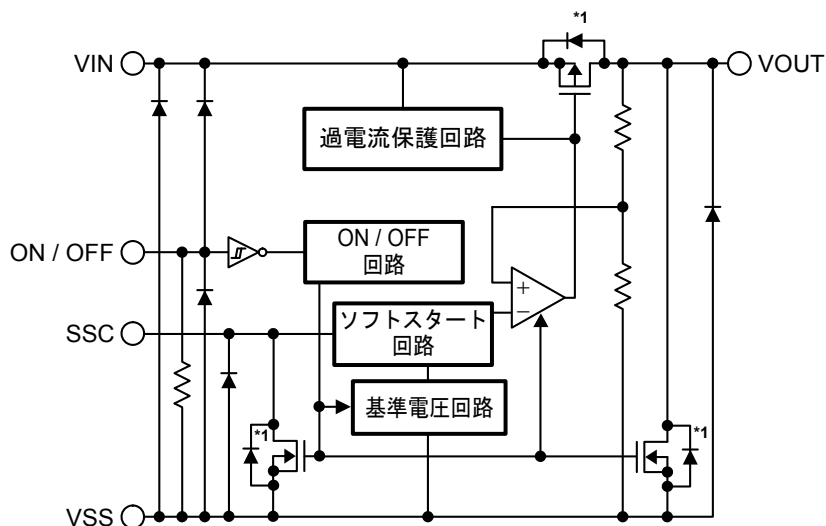 *1
VIN
VOUT
過電流保護回路
ON / OFF
ON / OFF
回路
+
−
SSC
ソフトスタート
回路
基準電圧回路
*1
*1
VSS